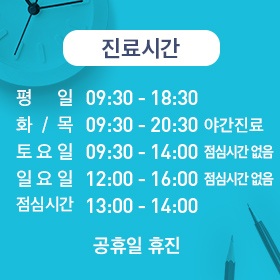 진료시간
평 일 09:30 - 18:30
화 / 목 09:30 - 20:30 야간진료
토요일 09:30 - 14:00 점심시간 없음
일요일 12:00 - 16:00 점심시간 없음
점심시간 13:00 - 14:00
공휴일 휴진